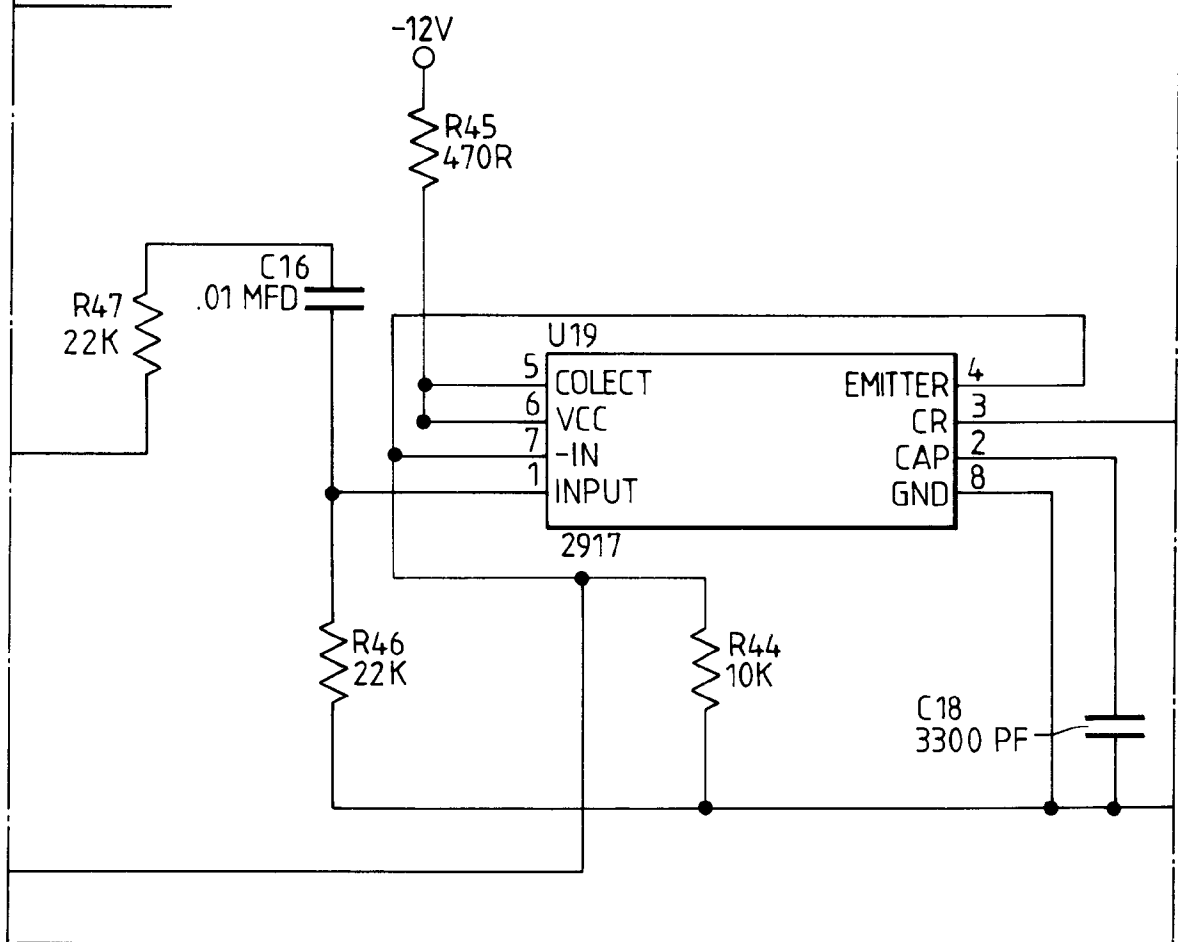 -12V
R45
470R
C16
.01 MFD
R47
22K
U19
5
COLECT
EMITTER
4
6
VCC
CR
3
7
-IN
CAP
2
1
INPUT
GND
8
2917
R46
22K
R44
10K
C18
3300 PF